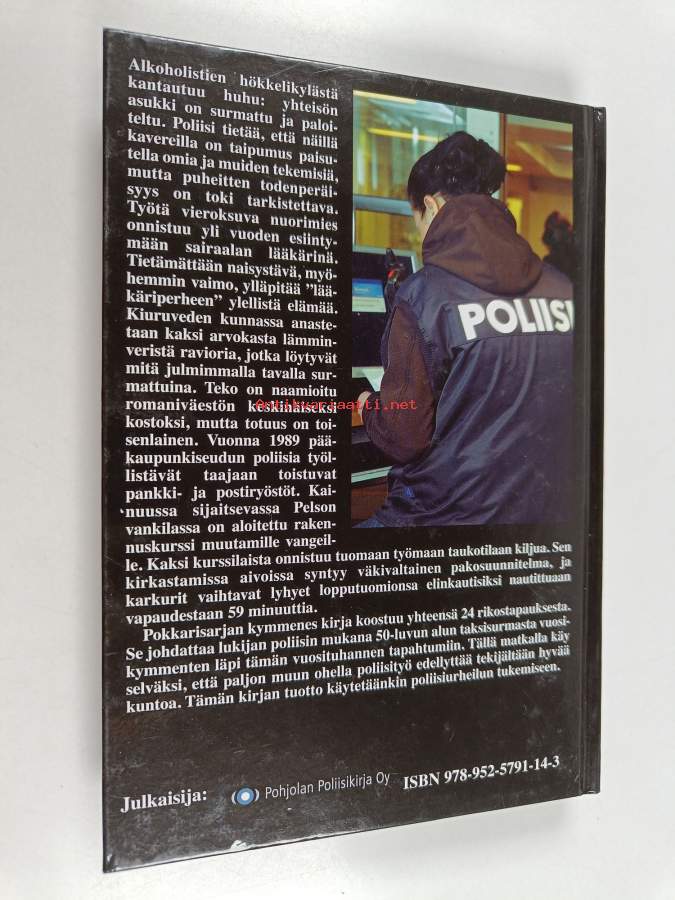 Alkoholistien hökkelikylästä
kantautuu huhu: yhteisön
asukki on surmattu ja paloi-
teltu. Poliisi tietää, että näillä
kavereilla on taipumus paisu-
tella omia ja muiden tekemisiä,
mutta puheitten todenperäi-
syys on toki tarkistettava.
Työtä vieroksuva nuorimies
onnistuu yli vuoden esiinty-
mään sairaalan lääkärinä.
Tietämättään naisystävä, myö-
hemmin vaimo, ylläpitää ”lää-
käriperheen” ylellistä elämää.
Kiuruveden kunnassa anaste-
taan kaksi arvokasta lämmin-
veristä ravioria, jotka löytyvät
mitä julmimmalla tavalla sur-
mattuina. Teko on naamioitu
romaniväestön keskinäiseksi
kostoksi, mutta totuus on toi-
senlainen. Vuonna 1989 pää-
kaupunkiseudun poliisia työl-
listävät taajaan toistuvat
pankki- ja postiryöstöt. Kai-
nuussa sijaitsevassa Pelson
vankilassa on aloitettu raken-
nuskurssi muutamille vangeil-
le. Kaksi kurssilaista onnistuu tuomaan työmaan taukotilaan kiljua. Sen
kirkastamissa aivoissa syntyy väkivaltainen pakosuunnitelma, ja
karkurit vaihtavat lyhyet lopputuomionsa elinkautisiksi nautittuaan
vapaudestaan 59 minuuttia.
Pokkarisarjan kymmenes kirja koostuu yhteensä 24 rikostapauksesta.
Se johdattaa lukijan poliisin mukana 50-luvun alun taksisurmasta vuosi-
kymmenten läpi tämän vuosituhannen tapahtumiin. Tällä matkalla käy
selväksi, että paljon muun ohella poliisityö edellyttää tekijältään hyvää
kuntoa. Tämän kirjan tuotto käytetäänkin poliisiurheilun tukemiseen.
POLIISI
Antikvariaatti.net
Julkaisija:
Pohjolan Poliisikirja Oy
ISBN 978-952-5791-14-3